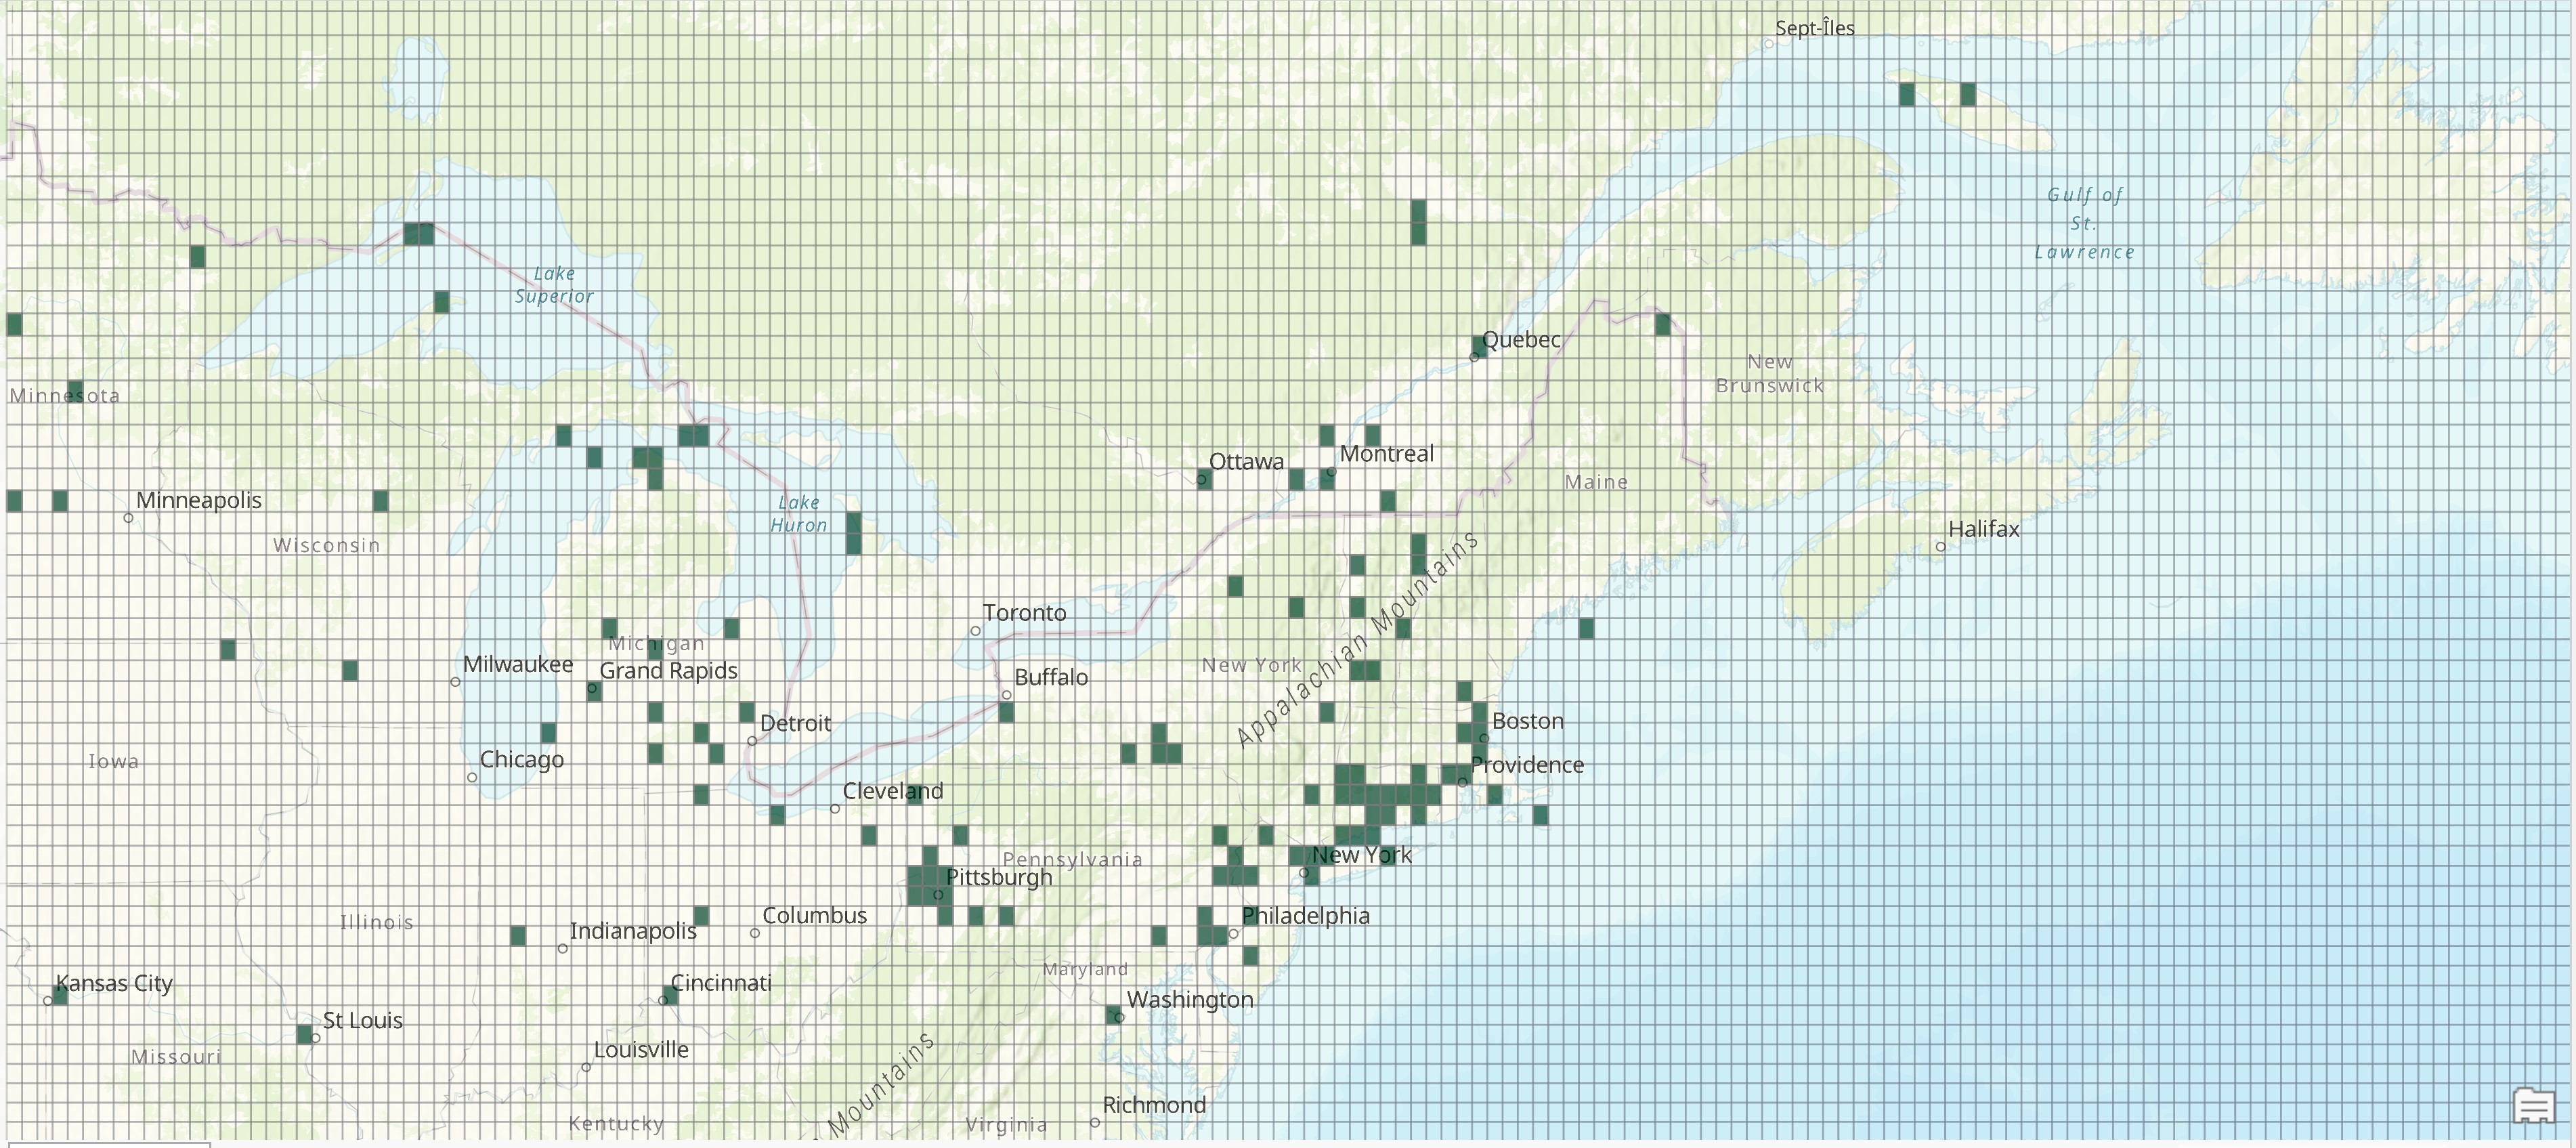 Sept-Îles
Gulf of
St.
Lawrence
Lake
Superior
Quebec
New
Brunswick
Minnesota
Ottawa
Montreal
Maine
Minneapolis
Lake
Huron
Wisconsin
Halifax
Toronto
Michigan
New York
Milwaukee
Grand Rapids
Buffalo
Appalachian Mountains
Detroit
Boston
Iowa
Chicago
Providence
Cleveland
Pennsylvania
New York
Pittsburgh
Illinois
Columbus
Philadelphia
Indianapolis
Maryland
Kansas City
Cincinnati
Washington
St Louis
Missouri
Louisville
Mountains
Richmond
Kentucky
Virginia